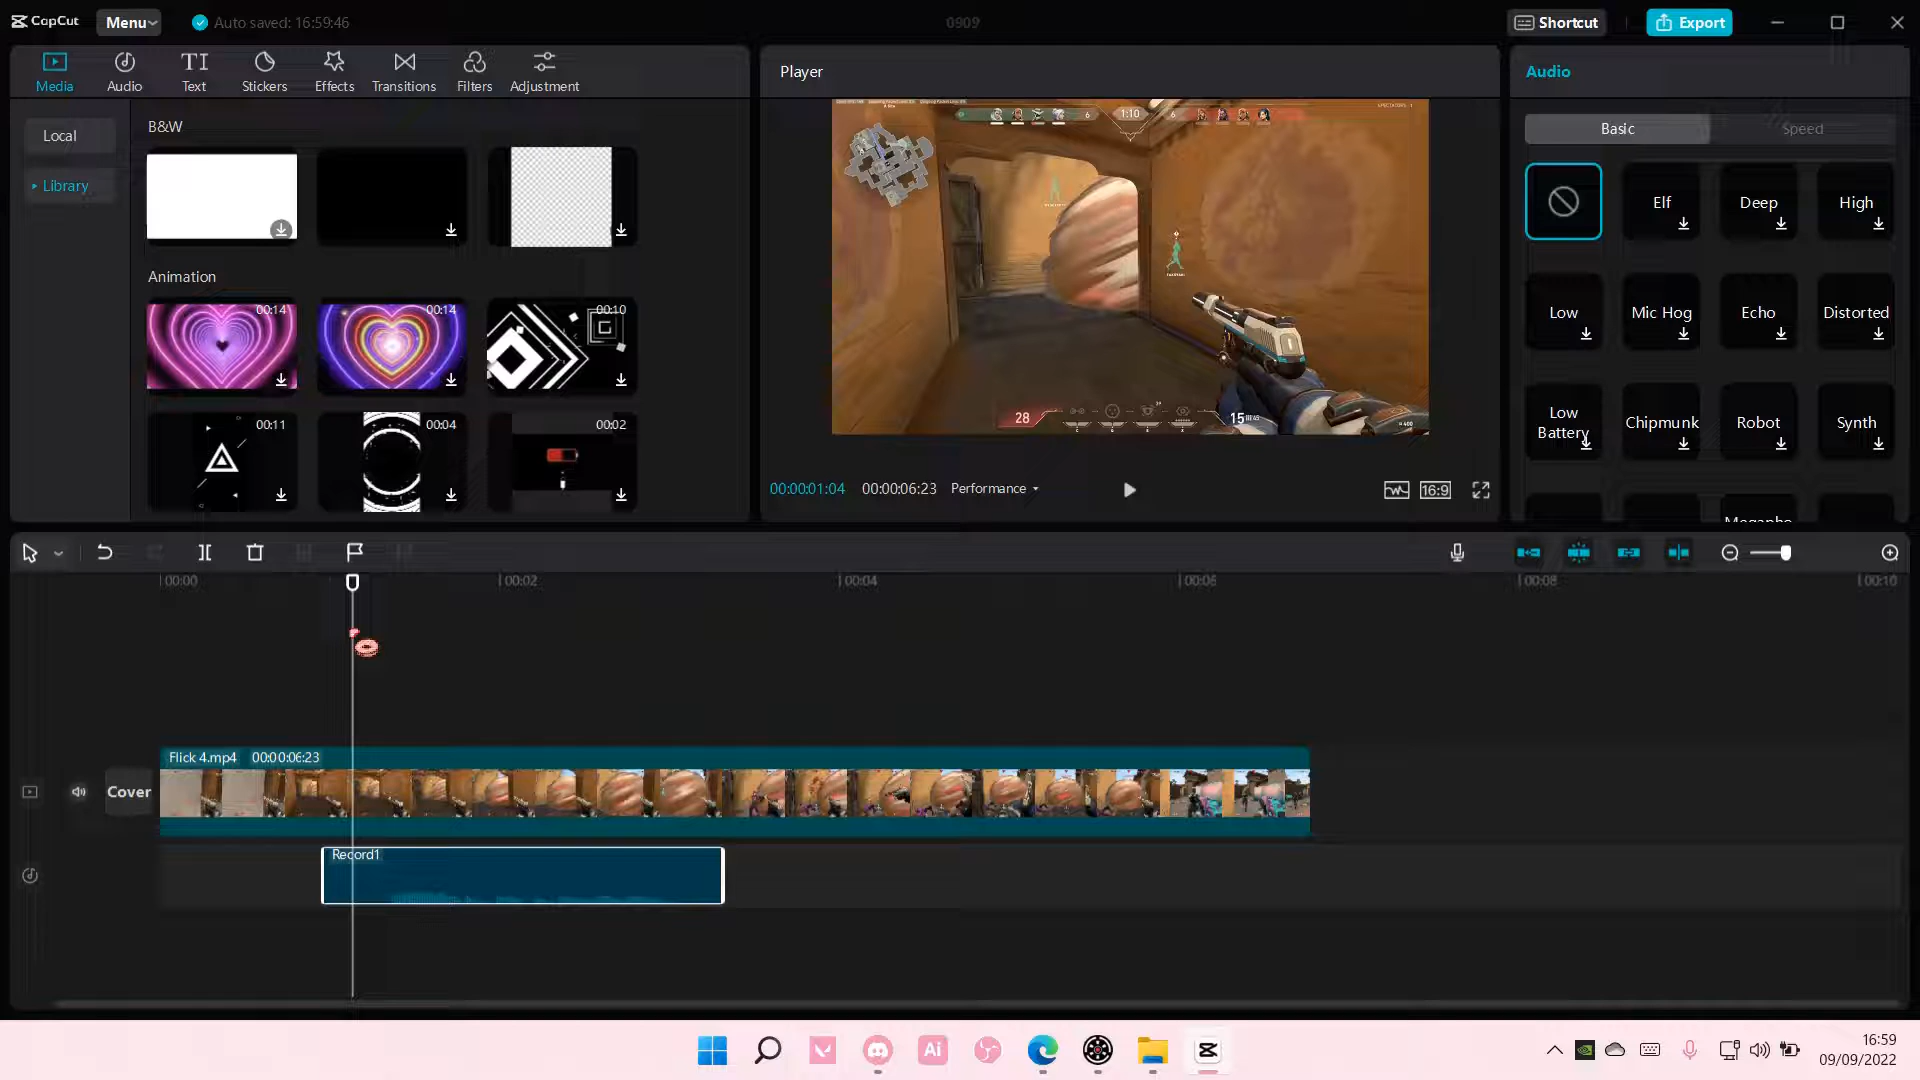 CapCut
Menu
Auto saved: 16:59:46
0909
Shortcut
Export
Media
Audio
Text
Stickers
Effects
Transitions
Filters
Adjustment
Local
Library
B&W
Animation
00:14
00:14
00:10
00:11
00:04
00:02
Player
6
1:10
6
28
15
00:00:01:04
00:00:06:23
Performance
16:9
Audio
Basic
Speed
Elf
Deep
High
Low
Mic Hog
Echo
Distorted
Low
Battery
Chipmunk
Robot
Synth
00:00
00:02
00:04
00:06
00:08
00:10
Flick 4.mp4 00:00:06:23
Cover
Record1
Ai
16:59
09/09/2022